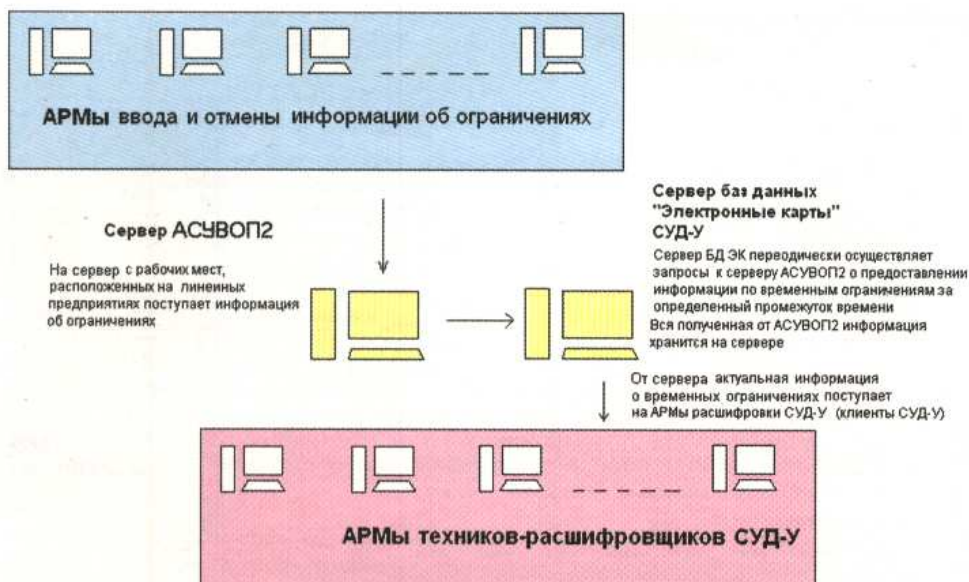 АРМы ввода и отмены информации об ограничениях
Сервер АСУВОП2
На сервер с рабочих мест,
расположенных на линейных
предприятиях поступает информация
об ограничениях
Сервер баз данных
"Электронные карты"
СУД-У
Сервер БД ЭК переодически осуществляет
запросы к серверу АСУВОП2 о предоставлении
информации по временным ограничениям за
определенный промежуток времени
Вся полученная от АСУВОП2 информация
хранится на сервере
От сервера актуальная информация
о временных ограничениях поступает
на АРМы расшифровки СУД-У (клиенты СУД-У)
АРМы техников-расшифровщиков СУД-У